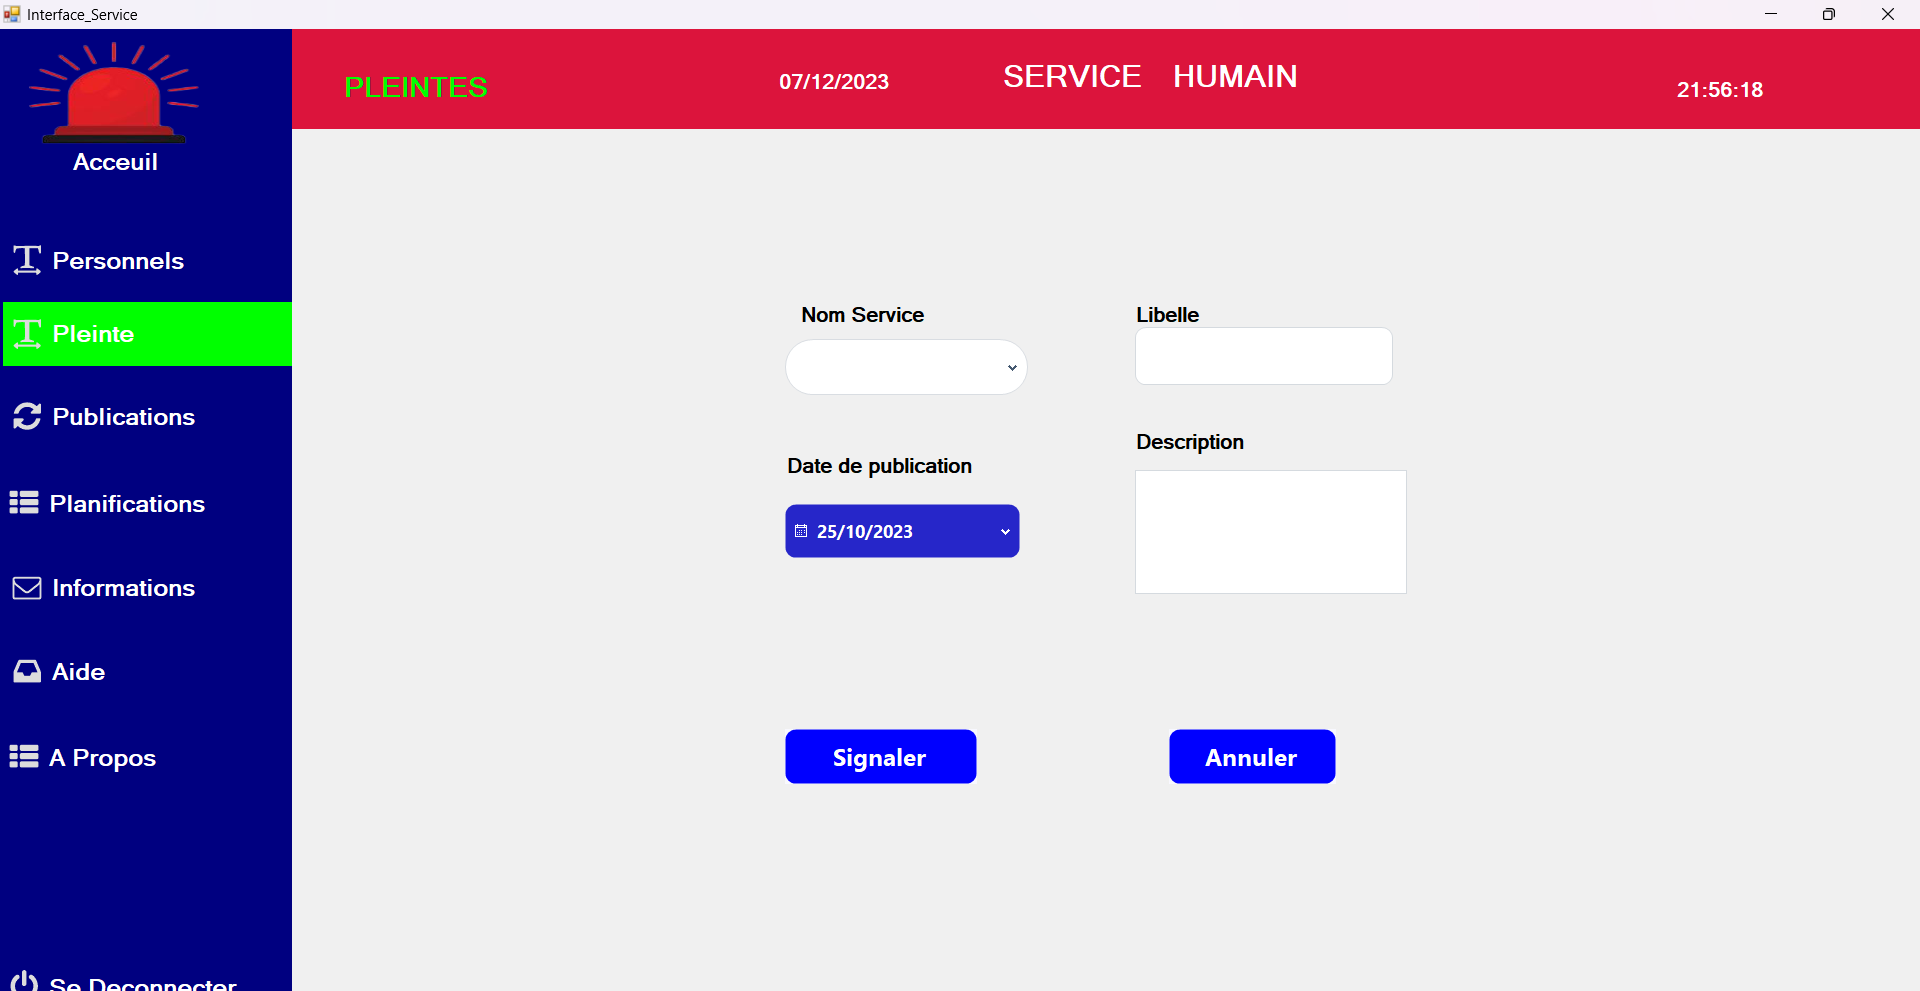 Interface_Service
Acceuil
PLEINTES
07/12/2023
SERVICE HUMAIN
21:56:18
Personnels
Pleinte
Publications
Planifications
Informations
Aide
A Propos
Se Deconnecter
Nom Service
Libelle
Date de publication
25/10/2023
Description
Signaler
Annuler